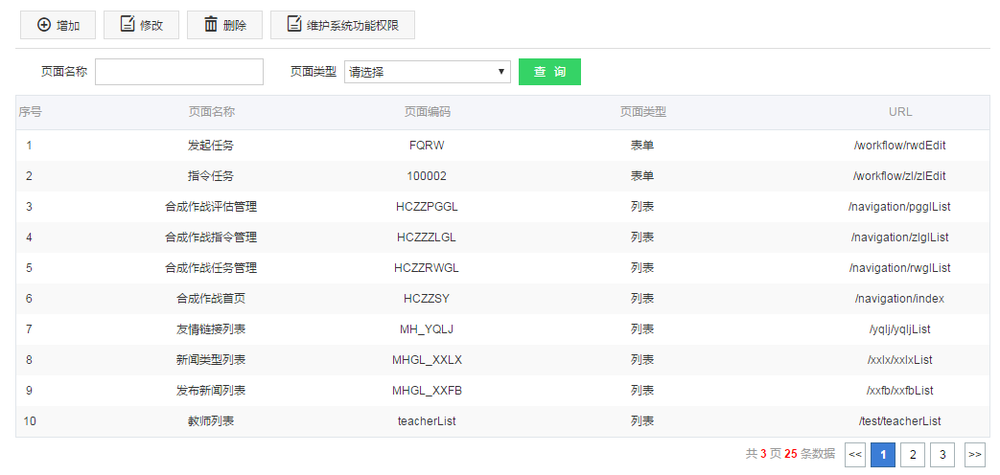 增加 修改 删除 维护系统功能权限
页面名称 页面类型 请选择 查 询
序号 页面名称 页面编码 页面类型 URL
1 发起任务 FQRW 表单 /workflow/rwdEdit
2 指令任务 100002 表单 /workflow/zl/zlEdit
3 合成作战评估管理 HCZZPGGL 列表 /navigation/pgglList
4 合成作战指令管理 HCZZZLGL 列表 /navigation/zlglList
5 合成作战任务管理 HCZZRWGL 列表 /navigation/rwglList
6 合成作战首页 HCZZSY 列表 /navigation/index
7 友情链接列表 MH_YQLJ 列表 /yqlj/yqljList
8 新闻类型列表 MHGL_XXLX 列表 /xxlx/xxlxList
9 发布新闻列表 MHGL_XXFB 列表 /xxfb/xxfbList
10 教师列表 teacherList 列表 /test/teacherList
共 3 页 25 条数据 << 1 2 3 >>